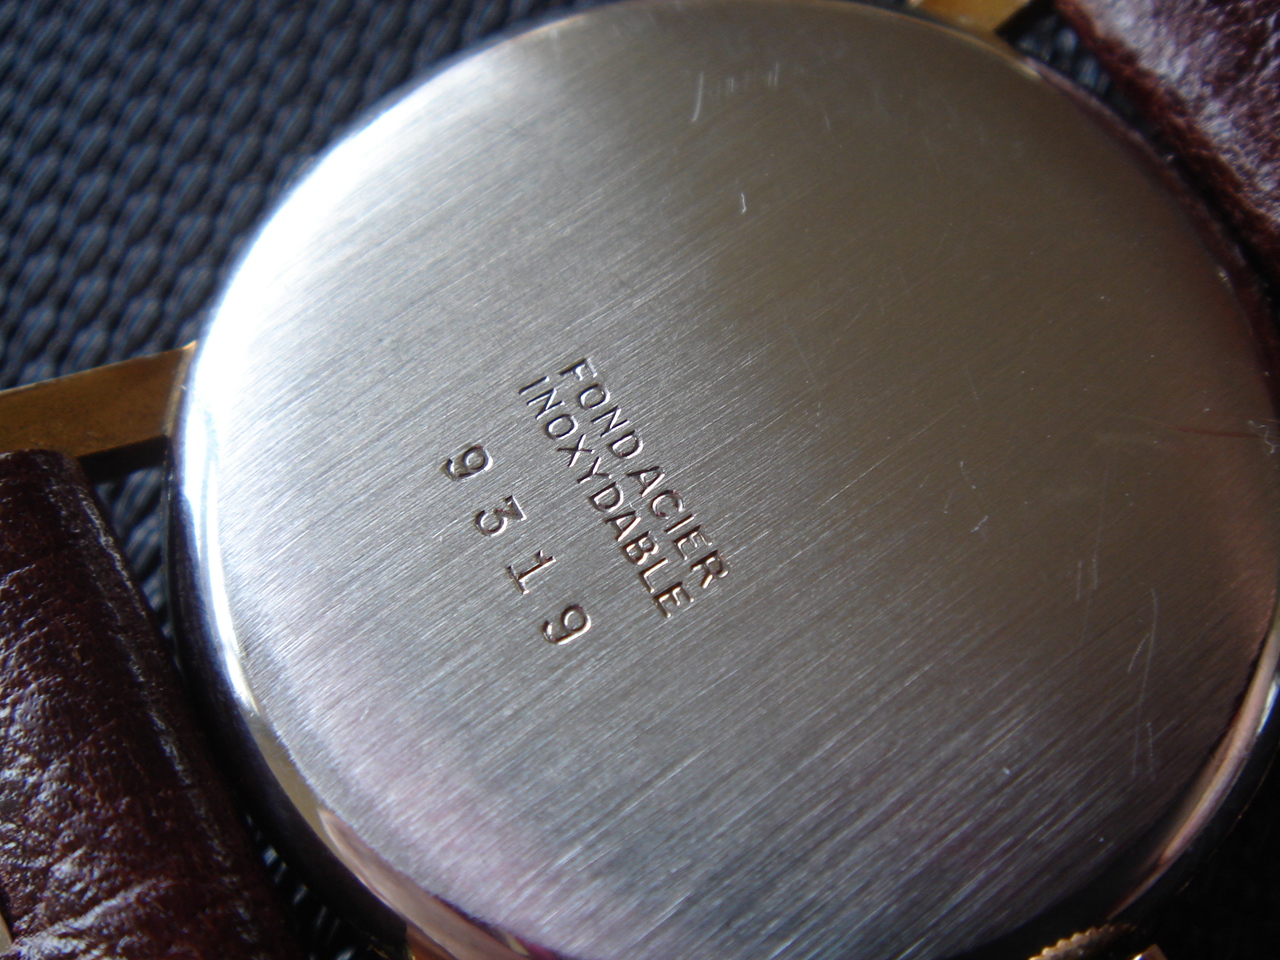 FOND ACIER
INOXYDABLE
9319